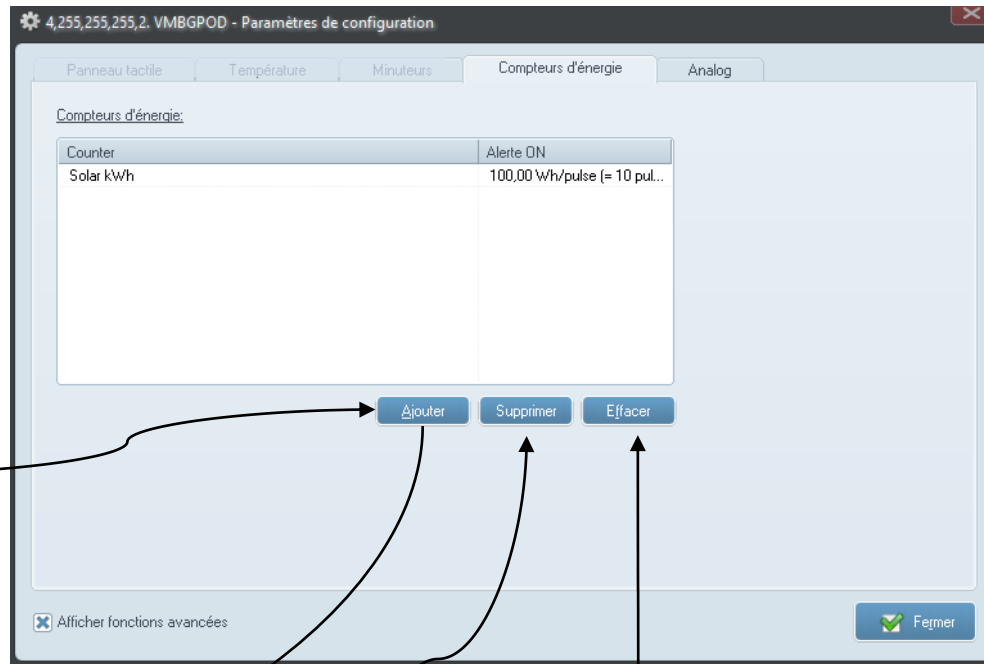 4,255,255,255,2. VMBGPOD - Paramètres de configuration
Panneau tactile Température Minuteurs Compteurs d'énergie Analog
Compteurs d'énergie:
Counter Alerte ON
Solar kWh 100,00 Wh/pulse (= 10 pul...
Ajouter Supprimer Effacer
Afficher fonctions avancées
Fermer